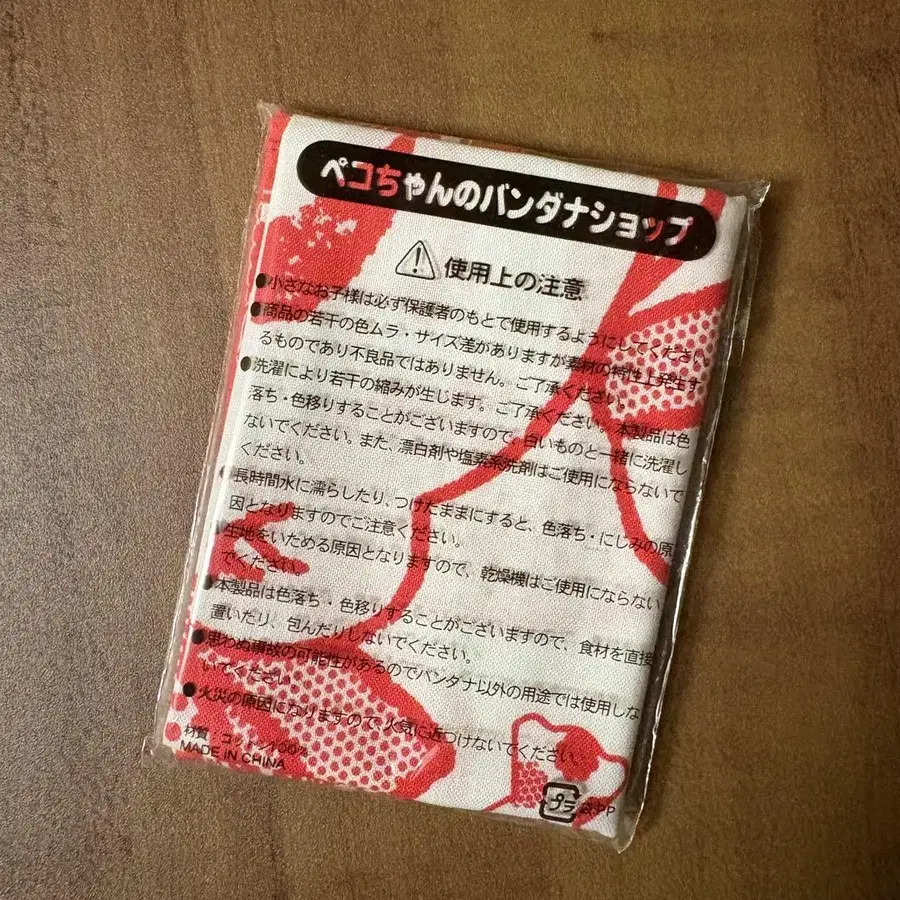 ペコちゃんのバンダナショップ
使用上の注意
●小さなお子様は必ず保護者のもとで使用するようにしてください。
●商品の若干の色ムラ・サイズ差がありますが素材の特性上発生す
るものであり不良品ではありません。ご了承ください。
●洗濯により若干の縮みが生じます。ご了承ください。本製品は色
落ち・色移りすることがございますので、白いものと一緒に洗濯し
ないでください。また、漂白剤や塩素系洗剤はご使用にならないで
ください。
●長時間水に濡らしたり、つけたままにすると、色落ち・にじみの原
因となりますのでご注意ください。
生地をいためる原因となりますので、乾燥機はご使用にならない
でください。
●本製品は色落ち・色移りすることがございますので、食材を直接
置いたり、包んだりしないでください。
●思わぬ事故の可能性があるのでバンダナ以外の用途では使用しな
いでください。
●火災の原因になりますので、火気に近づけないでください。
材質:コットン100%
MADE IN CHINA
プラ 袋:PP